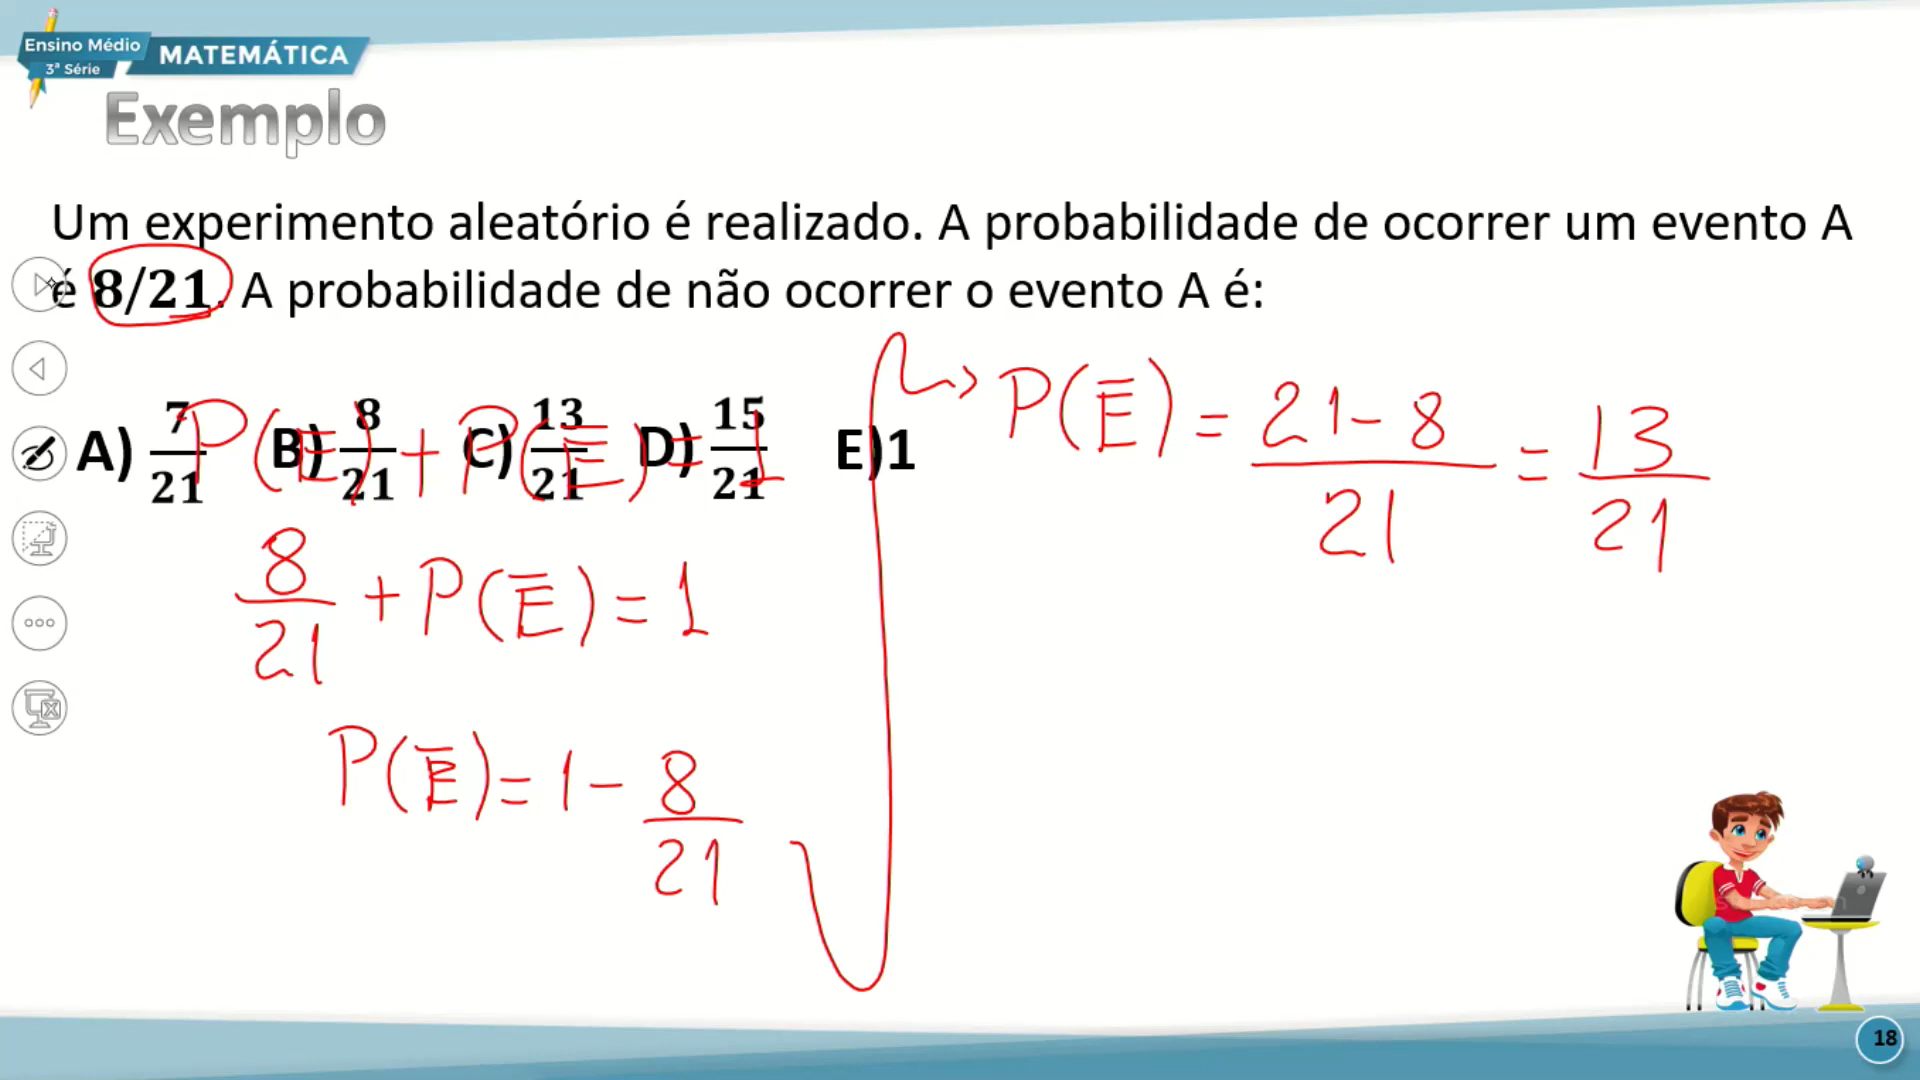 Ensino Médio
3ª Série
MATEMÁTICA
Exemplo
Um experimento aleatório é realizado. A probabilidade de ocorrer um evento A
é 8/21. A probabilidade de não ocorrer o evento A é:
A) 7/21 B) 8/21 C) 13/21 D) 15/21 E)1
P(E) + P(E̅) = 1
8/21 + P(E̅) = 1
P(E̅) = 1 - 8/21
P(E̅) = 21-8/21 = 13/21
18